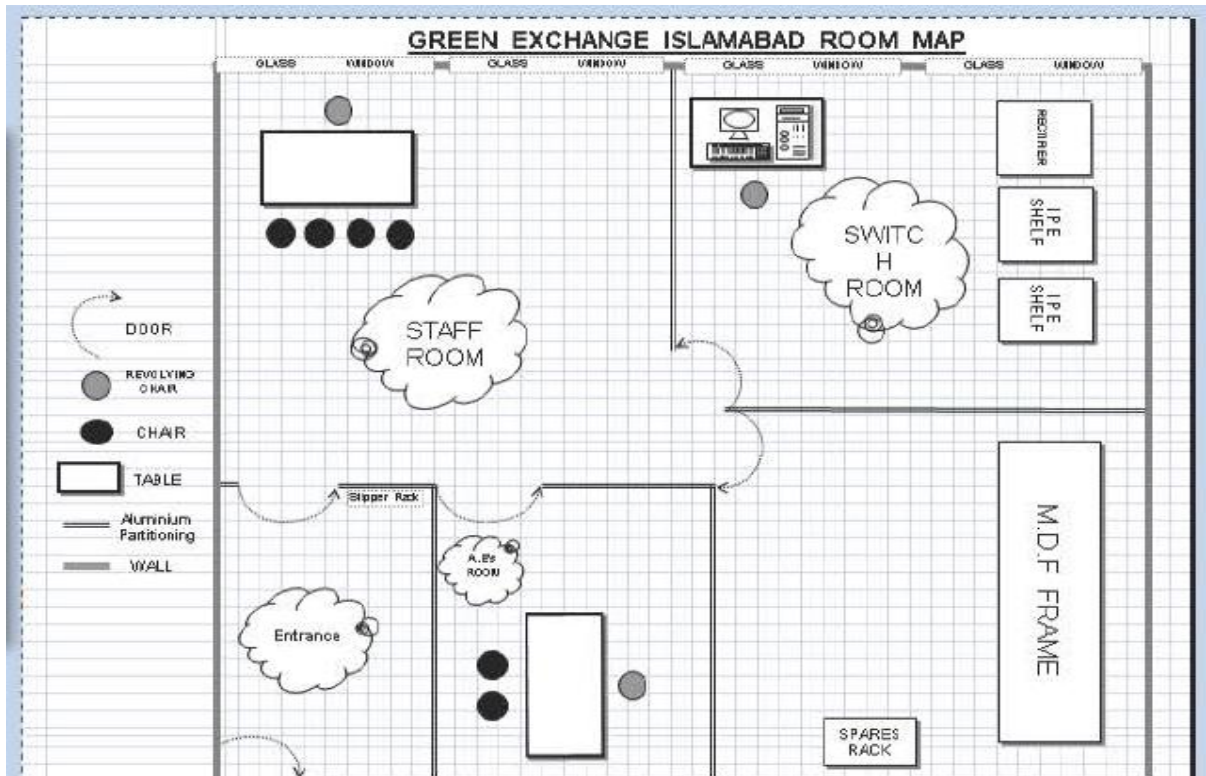 GREEN EXCHANGE ISLAMABAD ROOM MAP
GLASS WINDOW GLASS WINDOW GLASS WINDOW GLASS WINDOW
RECTIFIER
IPE
SHELF
IPE
SHELF
SWITC
H
ROOM
STAFF
ROOM
DOOR
REVOLVING
CHAIR
CHAIR
TABLE
Aluminium
Partitioning
WALL
Slipper Rack
A.E's
ROOM
Entrance
M.D.F FRAME
SPARES
RACK